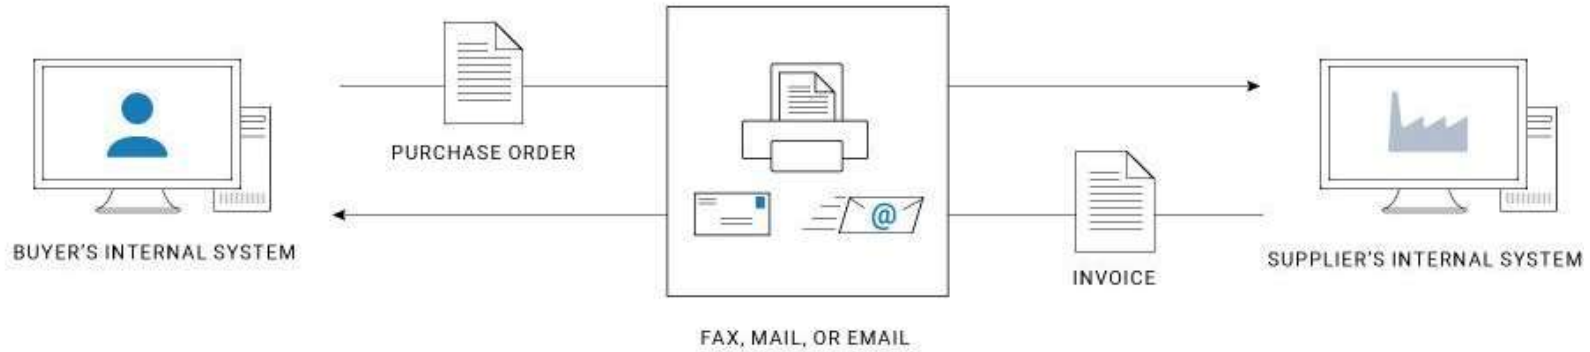 PURCHASE ORDER
BUYER'S INTERNAL SYSTEM
@
FAX, MAIL, OR EMAIL
INVOICE
SUPPLIER'S INTERNAL SYSTEM